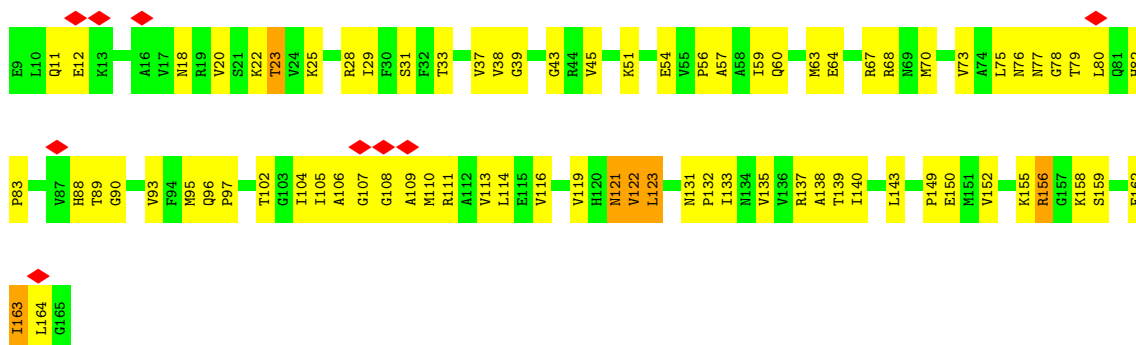 E9 L10 Q11 E12 K13 A16 V17 N18 R19 V20 S21 K22 T23 V24 K25 R28 I29 F30 S31 F32 T33 V37 V38 G39 G43 R44 V45 K51 E54 V55 P56 A57 A58 I59 Q60 M63 E64 R67 R68 N69 M70 V73 A74 L75 N76 N77 G78 T79 L80 Q81 H82
P83 V87 H88 T89 G90 V93 F94 M95 Q96 P97 T102 G103 I104 I105 A106 G107 G108 A109 M110 R111 A112 V113 L114 E115 V116 V119 H120 N121 V122 L123 N131 P132 I133 N134 V135 V136 R137 A138 T139 I140 L143 P149 E150 M151 V152 K155 R156 G157 K158 S159
I163 L164 G165